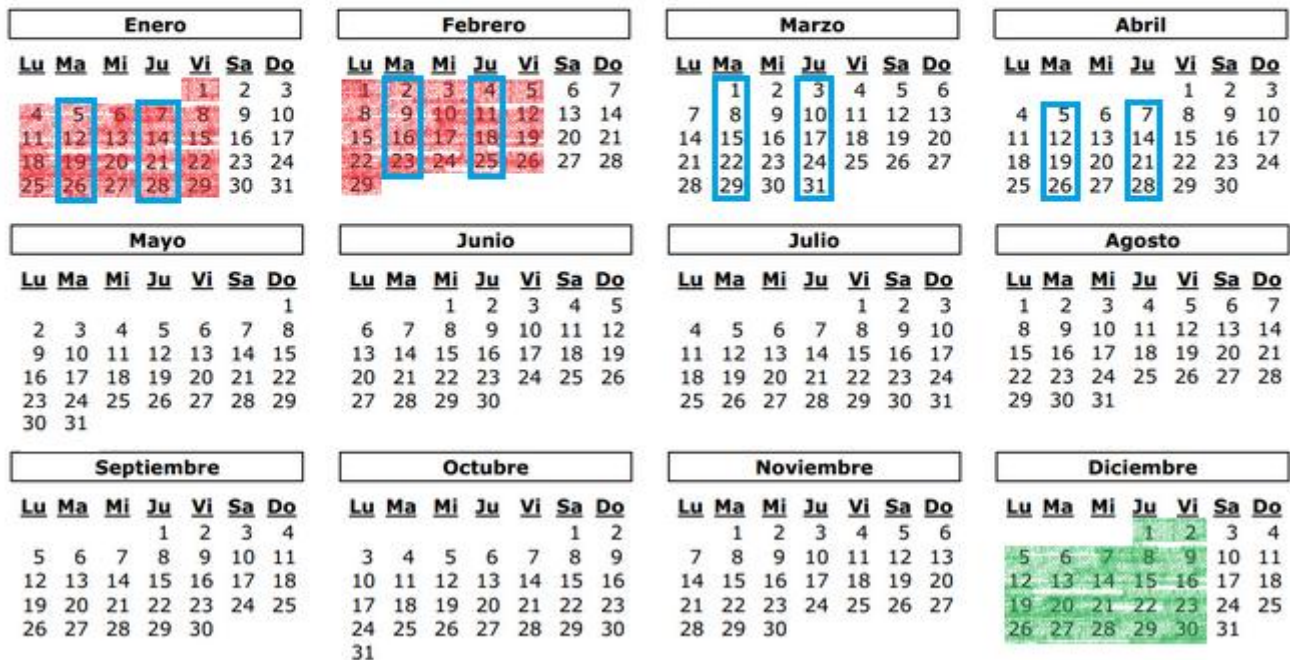 Enero
Lu Ma Mi Ju Vi Sa Do
1 2 3
4 5 6 7 8 9 10
11 12 13 14 15 16 17
18 19 20 21 22 23 24
25 26 27 28 29 30 31
Febrero
Lu Ma Mi Ju Vi Sa Do
1 2 3 4 5 6 7
8 9 10 11 12 13 14
15 16 17 18 19 20 21
22 23 24 25 26 27 28
29
Marzo
Lu Ma Mi Ju Vi Sa Do
1 2 3 4 5 6
7 8 9 10 11 12 13
14 15 16 17 18 19 20
21 22 23 24 25 26 27
28 29 30 31
Abril
Lu Ma Mi Ju Vi Sa Do
1 2 3
4 5 6 7 8 9 10
11 12 13 14 15 16 17
18 19 20 21 22 23 24
25 26 27 28 29 30
Mayo
Lu Ma Mi Ju Vi Sa Do
1
2 3 4 5 6 7 8
9 10 11 12 13 14 15
16 17 18 19 20 21 22
23 24 25 26 27 28 29
30 31
Junio
Lu Ma Mi Ju Vi Sa Do
1 2 3 4 5
6 7 8 9 10 11 12
13 14 15 16 17 18 19
20 21 22 23 24 25 26
27 28 29 30
Julio
Lu Ma Mi Ju Vi Sa Do
1 2 3
4 5 6 7 8 9 10
11 12 13 14 15 16 17
18 19 20 21 22 23 24
25 26 27 28 29 30 31
Agosto
Lu Ma Mi Ju Vi Sa Do
1 2 3 4 5 6 7
8 9 10 11 12 13 14
15 16 17 18 19 20 21
22 23 24 25 26 27 28
29 30 31
Septiembre
Lu Ma Mi Ju Vi Sa Do
1 2 3 4
5 6 7 8 9 10 11
12 13 14 15 16 17 18
19 20 21 22 23 24 25
26 27 28 29 30
Octubre
Lu Ma Mi Ju Vi Sa Do
1 2
3 4 5 6 7 8 9
10 11 12 13 14 15 16
17 18 19 20 21 22 23
24 25 26 27 28 29 30
31
Noviembre
Lu Ma Mi Ju Vi Sa Do
1 2 3 4 5 6
7 8 9 10 11 12 13
14 15 16 17 18 19 20
21 22 23 24 25 26 27
28 29 30
Diciembre
Lu Ma Mi Ju Vi Sa Do
1 2 3 4
5 6 7 8 9 10 11
12 13 14 15 16 17 18
19 20 21 22 23 24 25
26 27 28 29 30 31